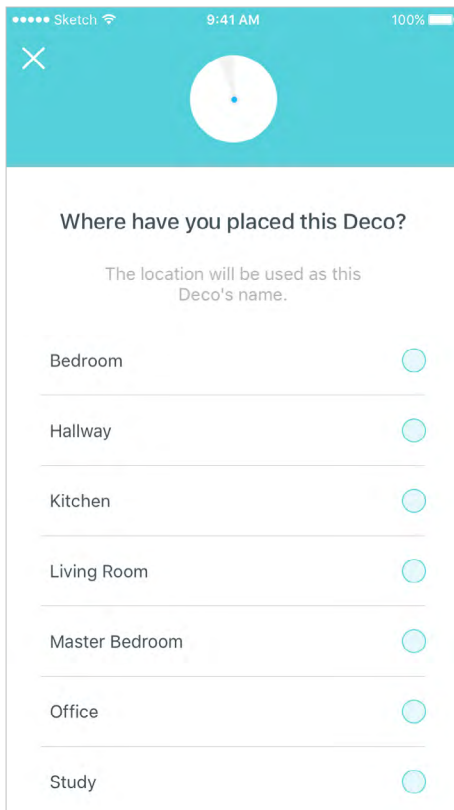 Sketch 9:41 AM 100%
Where have you placed this Deco?
The location will be used as this
Deco's name.
Bedroom
Hallway
Kitchen
Living Room
Master Bedroom
Office
Study